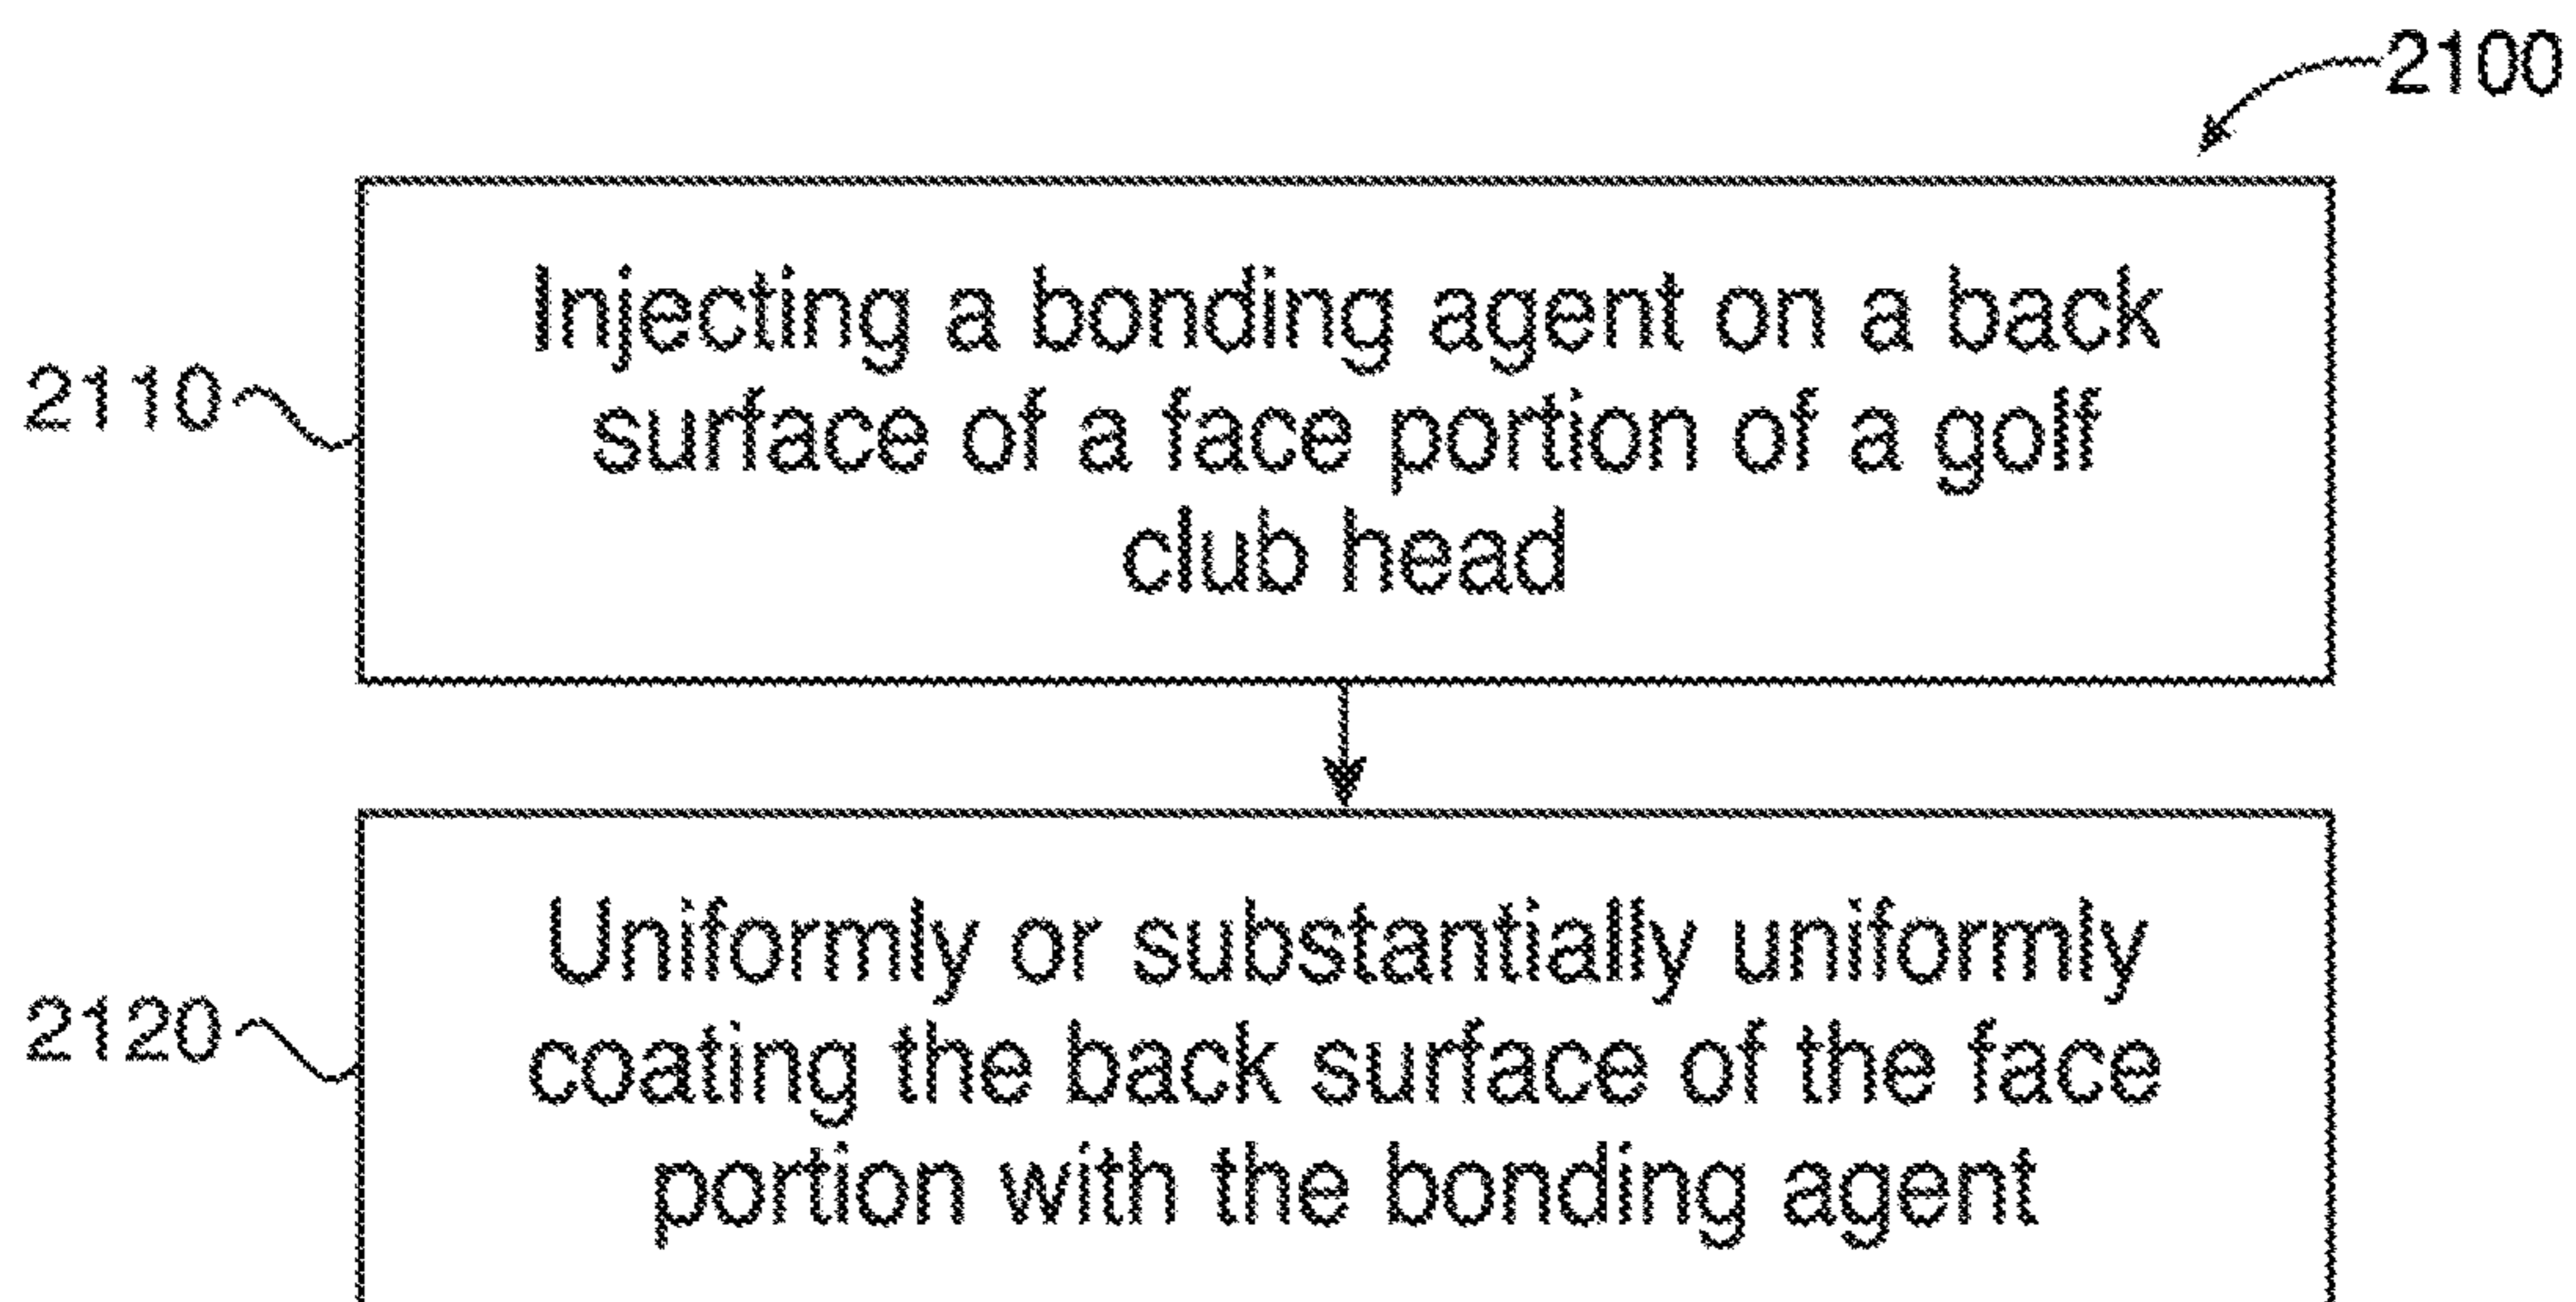 2100
2110
Injecting a bonding agent on a back
surface of a face portion of a golf
club head
2120
Uniformly or substantially uniformly
coating the back surface of the face
portion with the bonding agent